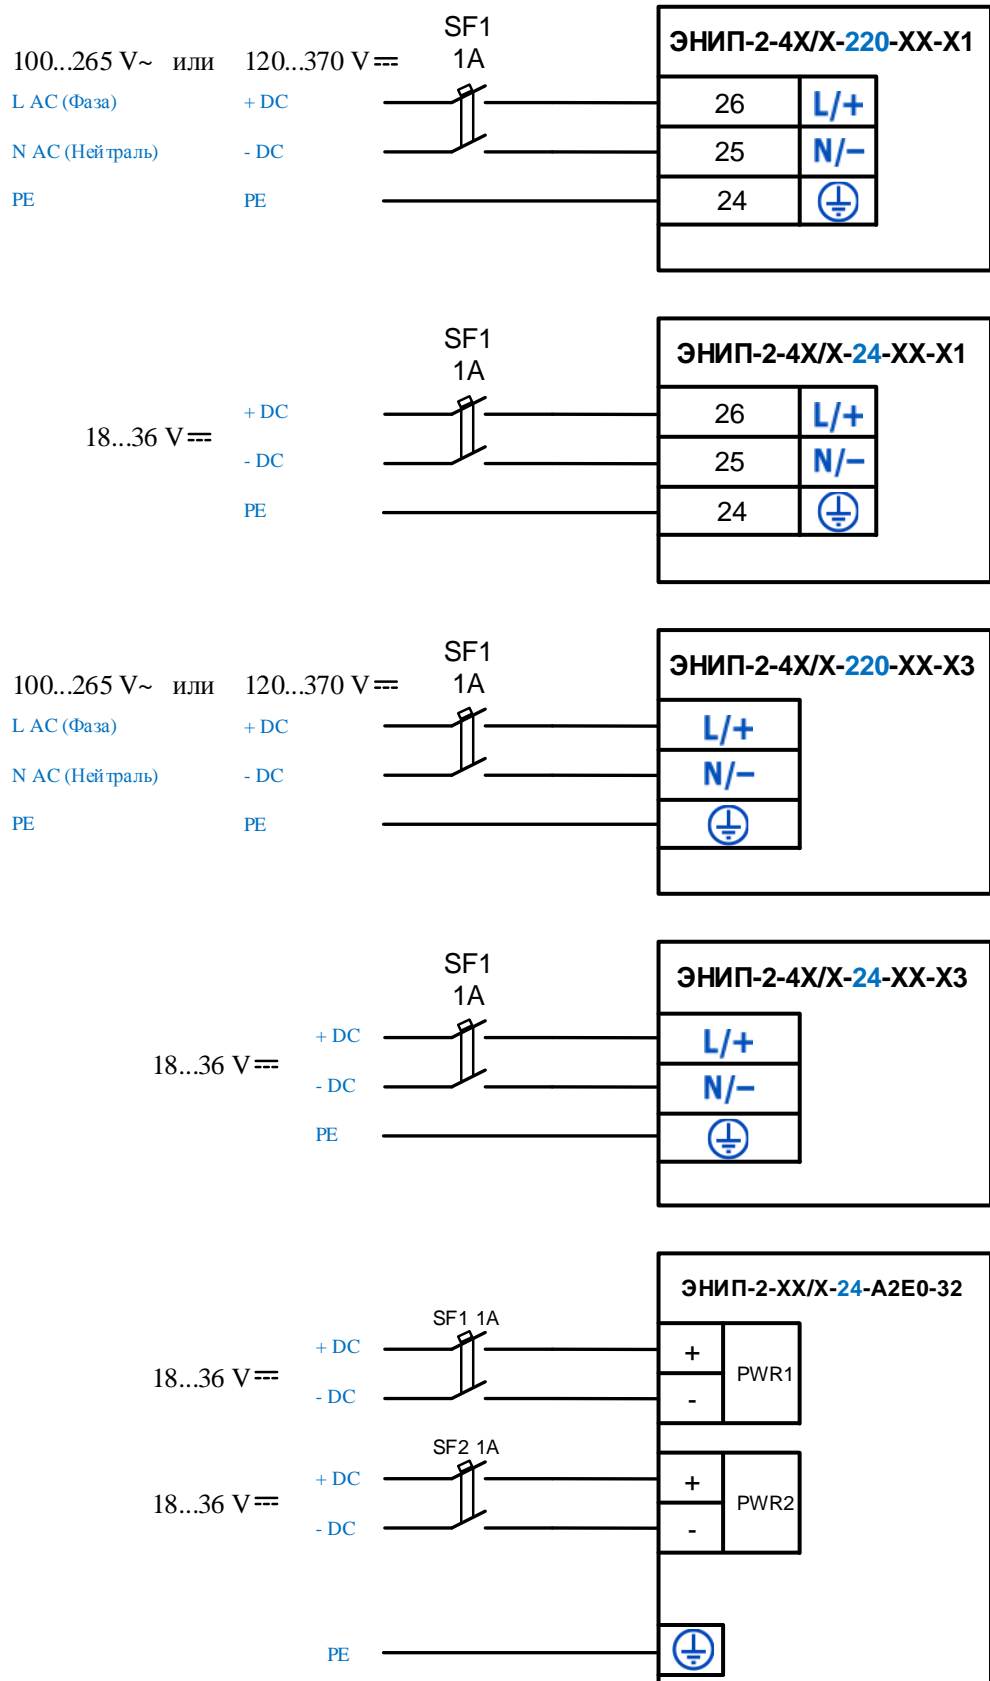 SF1
1A
ЭНИП-2-4X/X-220-XX-X1
100...265 V~ или 120...370 V
L AC (Фаза) + DC 26 L/+
N AC (Нейтраль) - DC 25 N/−
PE PE 24
SF1
1A
ЭНИП-2-4X/X-24-XX-X1
18...36 V
+ DC 26 L/+
- DC 25 N/−
PE 24
SF1
1A
ЭНИП-2-4X/X-220-XX-X3
100...265 V~ или 120...370 V
L AC (Фаза) + DC L/+
N AC (Нейтраль) - DC N/−
PE PE
SF1
1A
ЭНИП-2-4X/X-24-XX-X3
18...36 V
+ DC L/+
- DC N/−
PE
ЭНИП-2-XX/X-24-A2E0-32
SF1 1A
18...36 V
+ DC +
- DC -
PWR1
SF2 1A
18...36 V
+ DC +
- DC -
PWR2
PE